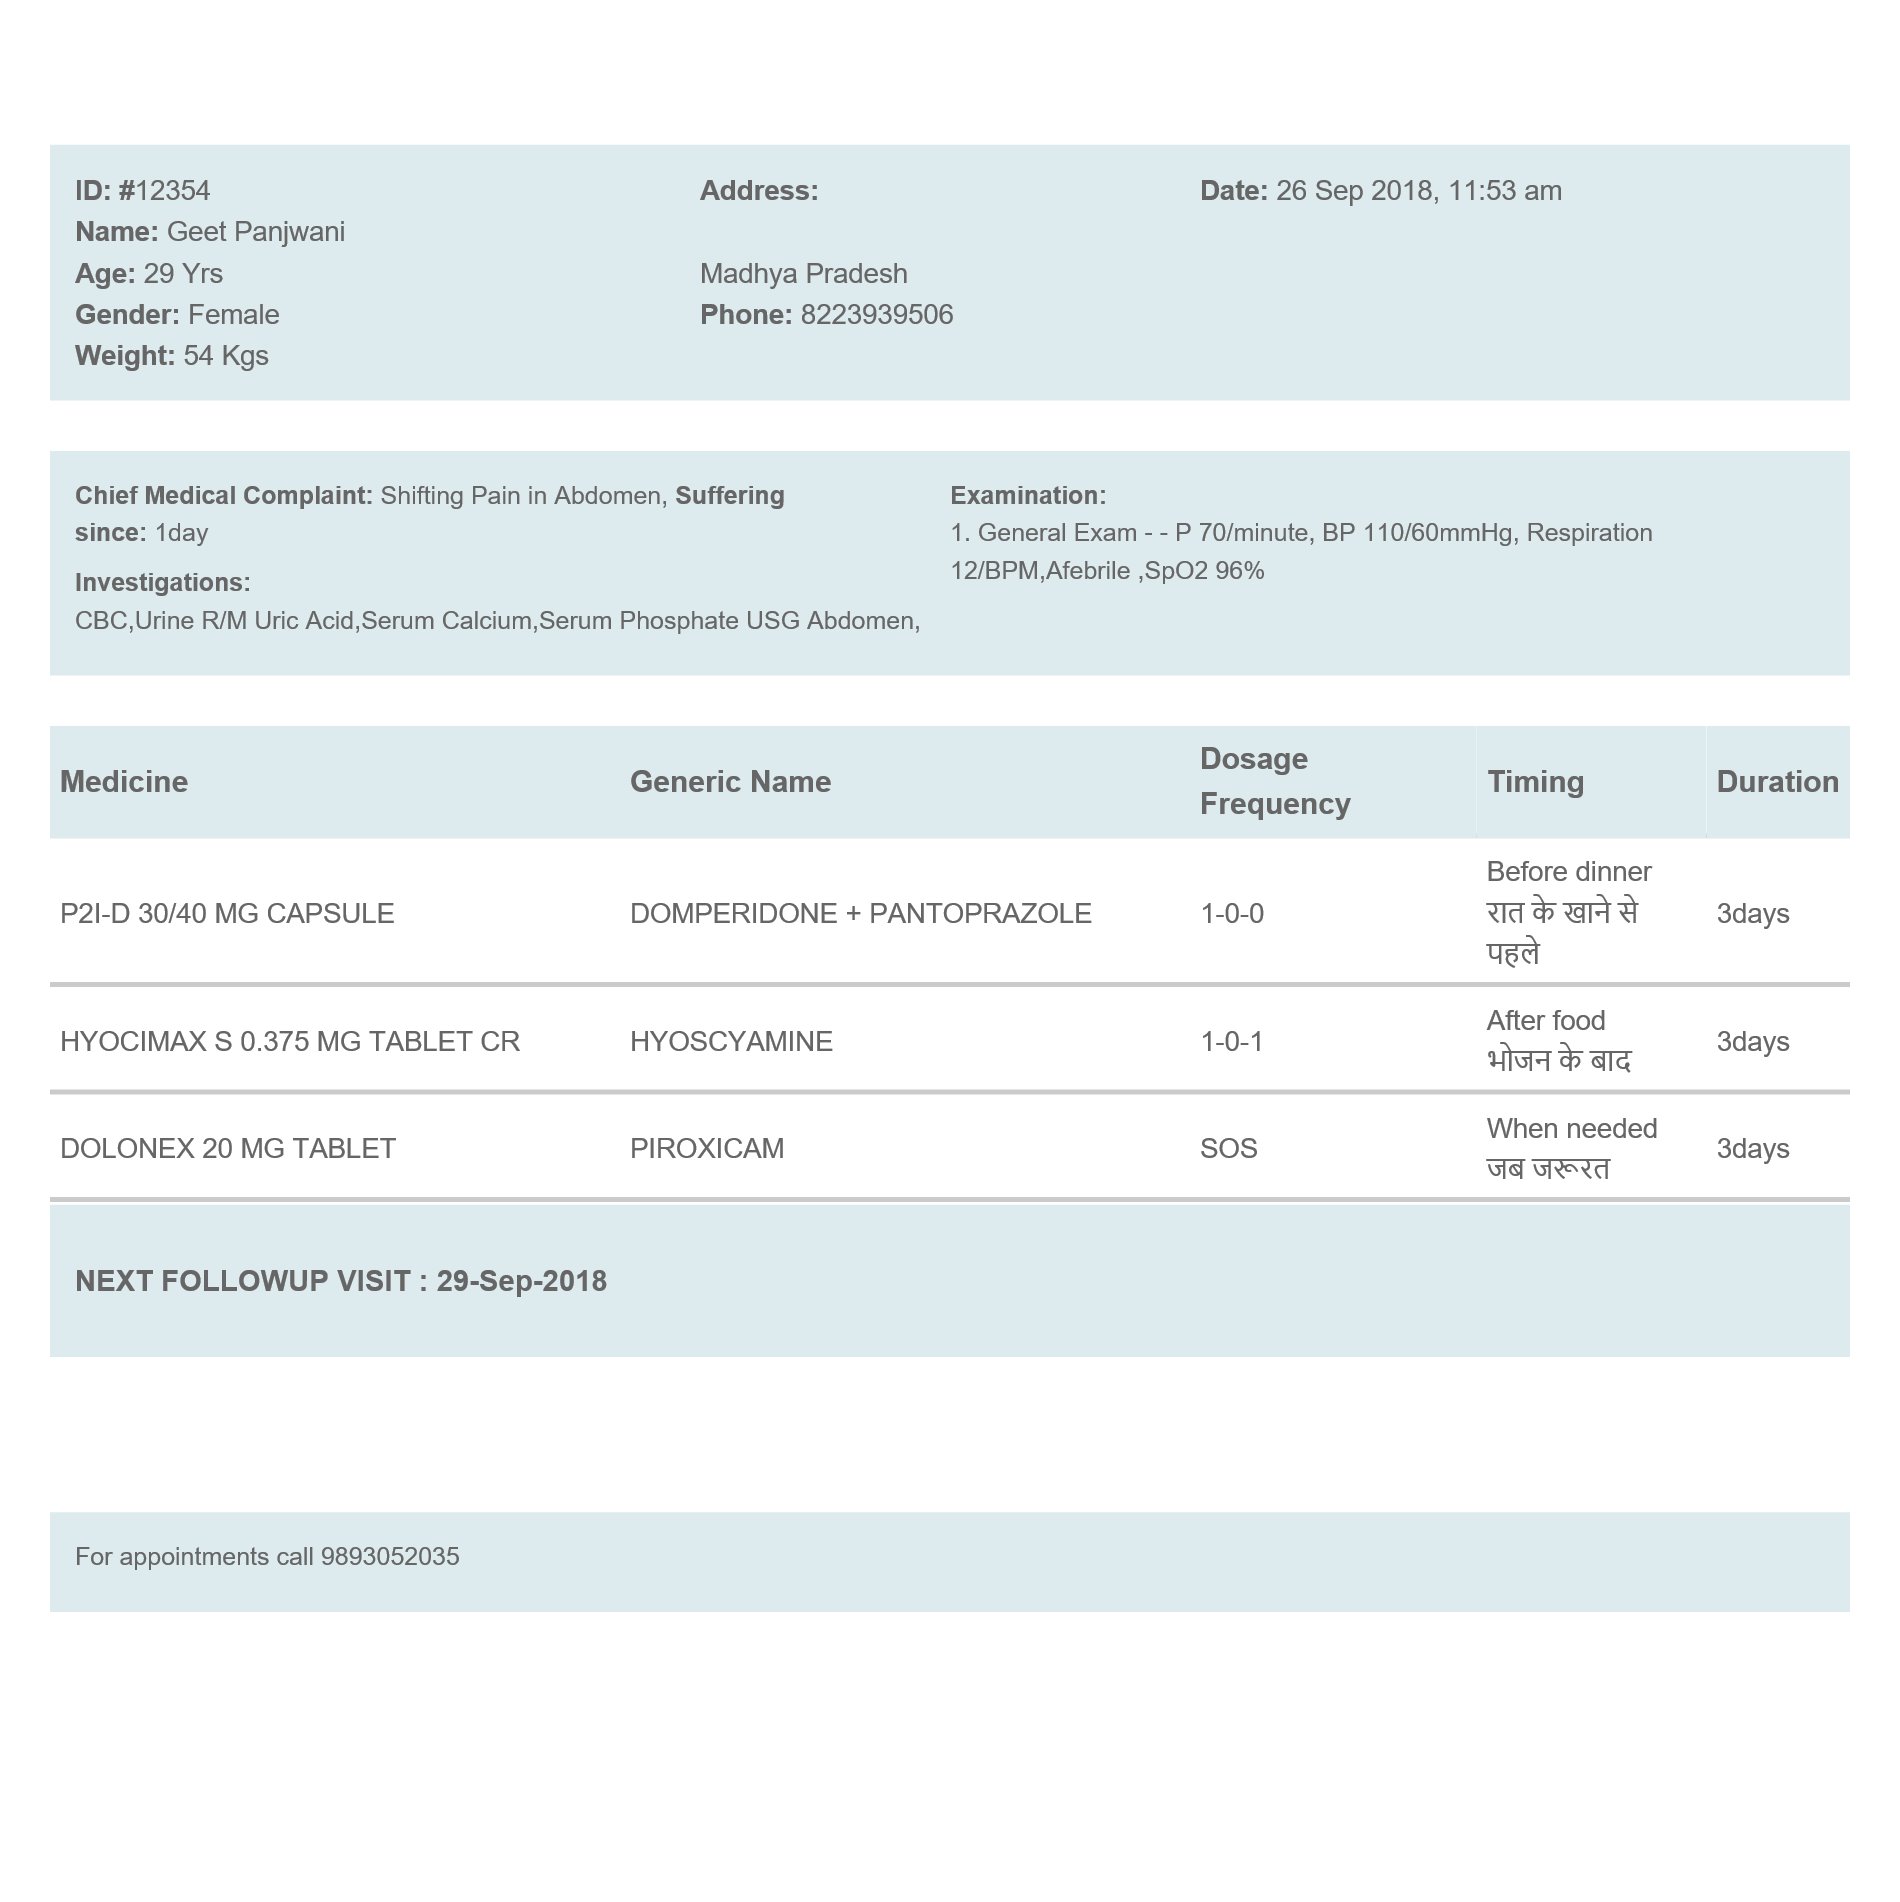 ID: #12354
Name: Geet Panjwani
Age: 29 Yrs
Gender: Female
Weight: 54 Kgs
Address:
Madhya Pradesh
Phone: 8223939506
Date: 26 Sep 2018, 11:53 am
Chief Medical Complaint: Shifting Pain in Abdomen, Suffering
since: 1day
Investigations:
CBC,Urine R/M Uric Acid,Serum Calcium,Serum Phosphate USG Abdomen,
Examination:
1. General Exam - - P 70/minute, BP 110/60mmHg, Respiration
12/BPM,Afebrile ,SpO2 96%
Medicine Generic Name Dosage Frequency Timing Duration
P2I-D 30/40 MG CAPSULE DOMPERIDONE + PANTOPRAZOLE 1-0-0 Before dinner रात के खाने से पहले 3days
HYOCIMAX S 0.375 MG TABLET CR HYOSCYAMINE 1-0-1 After food भोजन के बाद 3days
DOLONEX 20 MG TABLET PIROXICAM SOS When needed जब जरूरत 3days
NEXT FOLLOWUP VISIT : 29-Sep-2018
For appointments call 9893052035